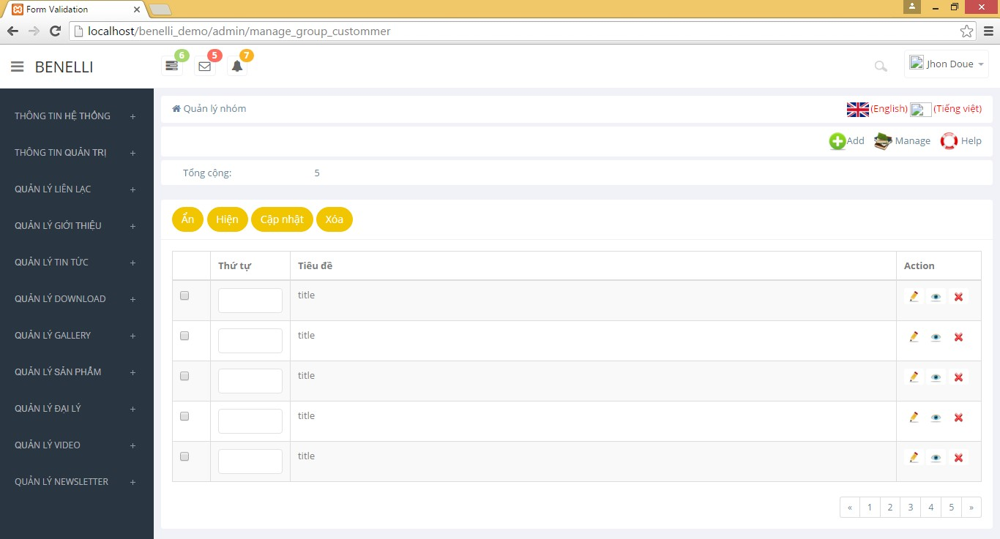 Form Validation
localhost/benelli_demo/admin/manage_group_custommer
BENELLI
6
5
7
Jhon Doue
THÔNG TIN HỆ THỐNG +
THÔNG TIN QUẢN TRỊ +
QUẢN LÝ LIÊN LẠC +
QUẢN LÝ GIỚI THIỆU +
QUẢN LÝ TIN TỨC +
QUẢN LÝ DOWNLOAD +
QUẢN LÝ GALLERY +
QUẢN LÝ SẢN PHẨM +
QUẢN LÝ ĐẠI LÝ +
QUẢN LÝ VIDEO +
QUẢN LÝ NEWSLETTER +
Quản lý nhóm
(English) (Tiếng việt)
Add Manage Help
Tổng cộng: 5
Ẩn Hiện Cập nhật Xóa
Thứ tự Tiêu đề Action
title
title
title
title
title
« 1 2 3 4 5 »